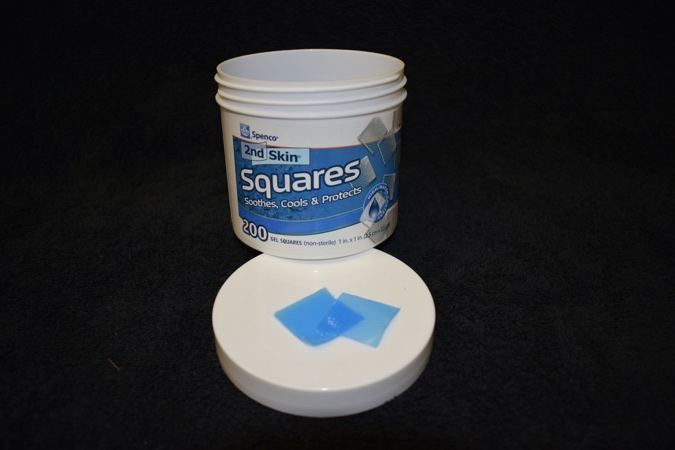 Spenco®
2nd Skin®
Squares
Soothes, Cools & Protects
200 GEL SQUARES (non-sterile) 1 in. x 1 in.